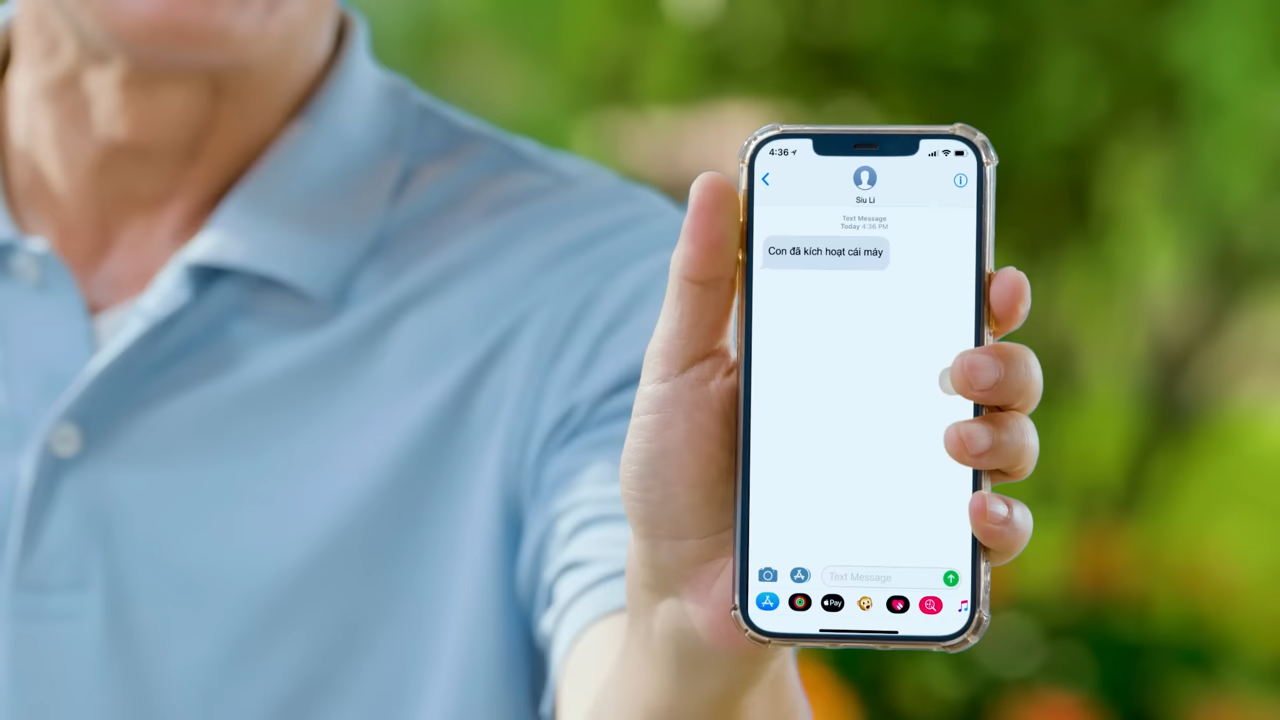 4:36
Siu Li
Text Message
Today 4:36 PM
Con đã kích hoạt cái máy
Text Message
Pay